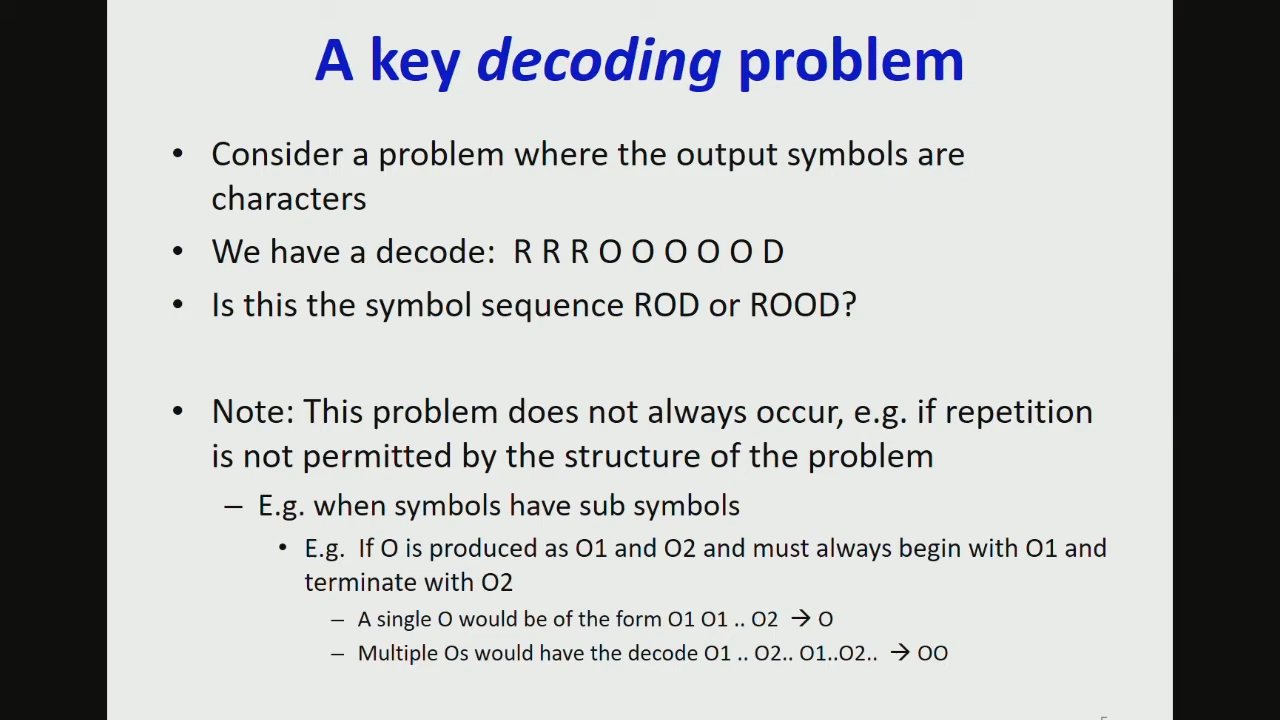 A key decoding problem
• Consider a problem where the output symbols are
characters
• We have a decode: R R R O O O O O D
• Is this the symbol sequence ROD or ROOD?
• Note: This problem does not always occur, e.g. if repetition
is not permitted by the structure of the problem
– E.g. when symbols have sub symbols
• E.g. If O is produced as O1 and O2 and must always begin with O1 and
terminate with O2
– A single O would be of the form O1 O1 .. O2 → O
– Multiple Os would have the decode O1 .. O2.. O1..O2.. → OO